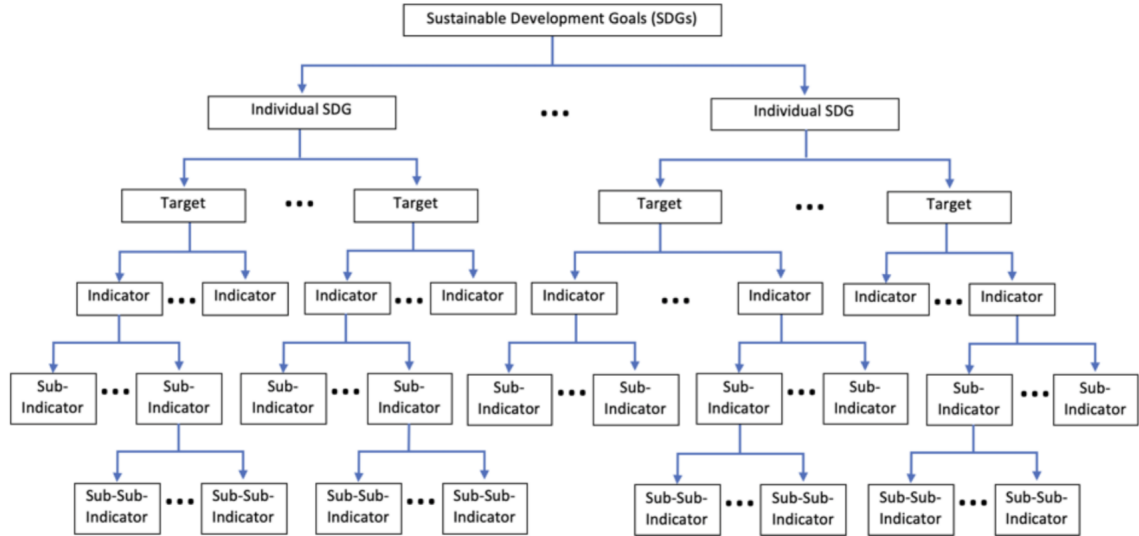 Sustainable Development Goals (SDGs)
Individual SDG
...
Individual SDG
Target
...
Target
Target
...
Target
Indicator
...
Indicator
Indicator
...
Indicator
Indicator
...
Indicator
Indicator
...
Indicator
Sub-
Indicator
...
Sub-
Indicator
Sub-
Indicator
...
Sub-
Indicator
Sub-
Indicator
...
Sub-
Indicator
Sub-
Indicator
...
Sub-
Indicator
Sub-
Indicator
...
Sub-
Indicator
Sub-Sub-
Indicator
...
Sub-Sub-
Indicator
Sub-Sub-
Indicator
...
Sub-Sub-
Indicator
Sub-Sub-
Indicator
...
Sub-Sub-
Indicator
Sub-Sub-
Indicator
...
Sub-Sub-
Indicator